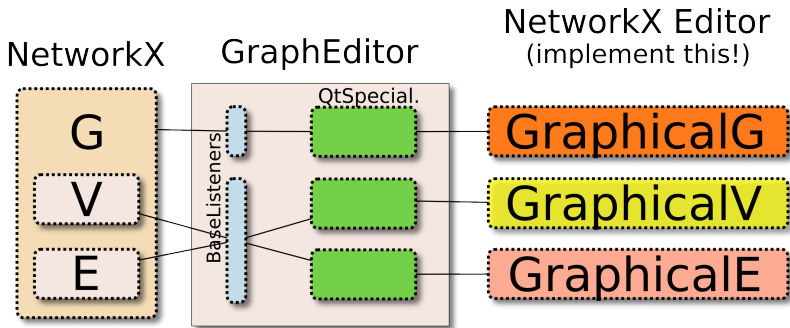 NetworkX
GraphEditor
NetworkX Editor
(implement this!)
QtSpecial.
BaseListeners
G
V
E
GraphicalG
GraphicalV
GraphicalE